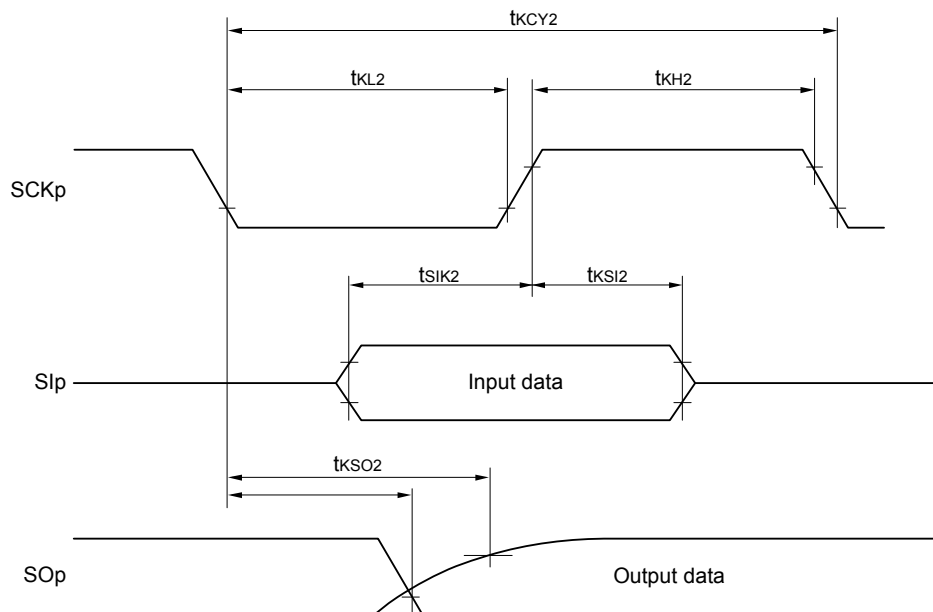 tKCY2
tKL2
tKH2
SCKp
tSIK2
tKSI2
SIp
Input data
tKSO2
SOp
Output data